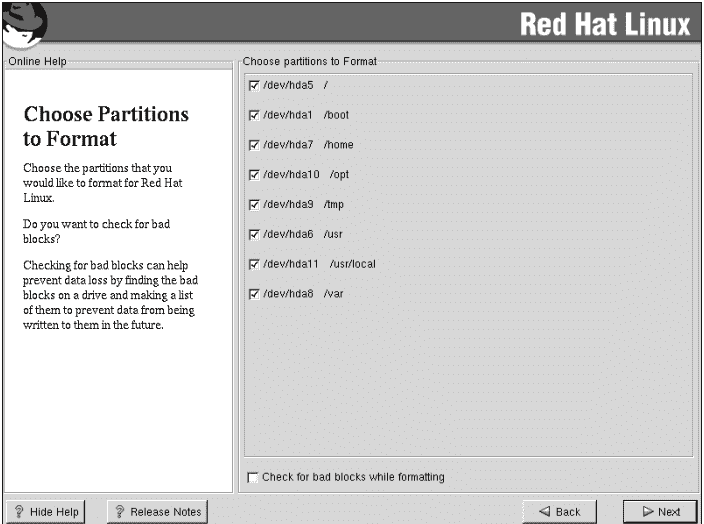 Red Hat Linux
Online Help
Choose Partitions
to Format
Choose the partitions that you
would like to format for Red Hat
Linux.
Do you want to check for bad
blocks?
Checking for bad blocks can help
prevent data loss by finding the bad
blocks on a drive and making a list
of them to prevent data from being
written to them in the future.
Choose partitions to Format
/dev/hda5 /
/dev/hda1 /boot
/dev/hda7 /home
/dev/hda10 /opt
/dev/hda9 /tmp
/dev/hda6 /usr
/dev/hda11 /usr/local
/dev/hda8 /var
Check for bad blocks while formatting
Hide Help
Release Notes
Back
Next